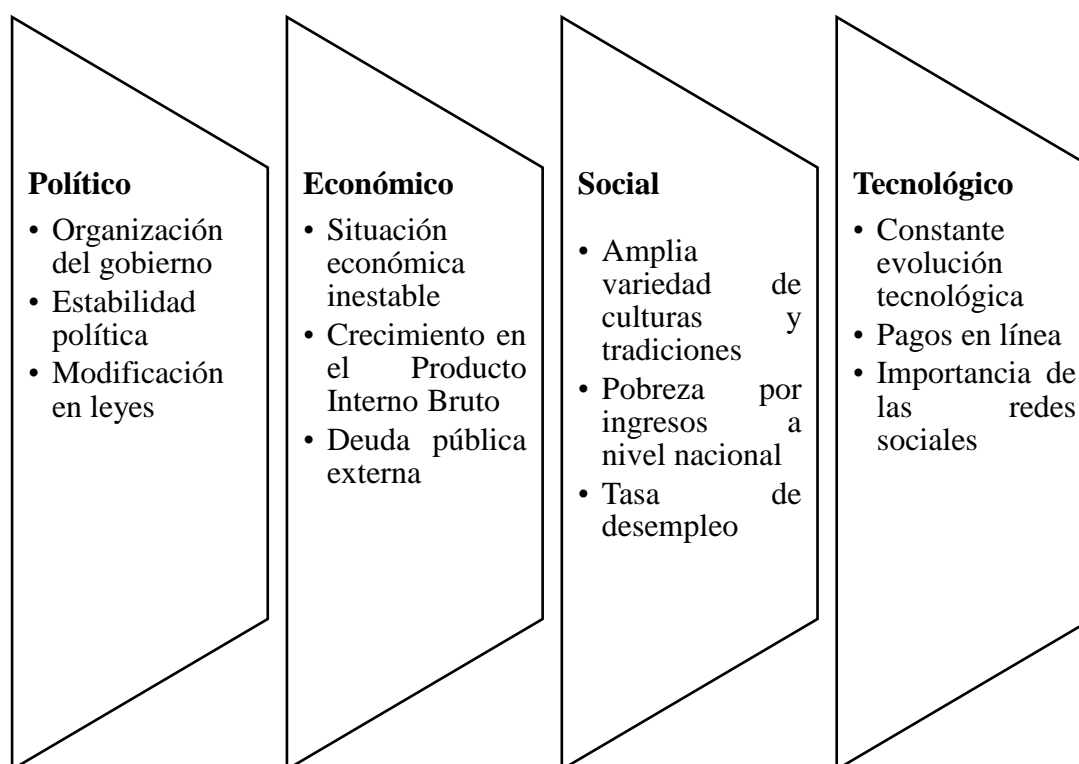 Político
• Organización
del gobierno
• Estabilidad
política
• Modificación
en leyes
Económico
• Situación
económica
inestable
• Crecimiento en
el Producto
Interno Bruto
• Deuda pública
externa
Social
• Amplia
variedad de
culturas y
tradiciones
• Pobreza por
ingresos a
nivel nacional
• Tasa de
desempleo
Tecnológico
• Constante
evolución
tecnológica
• Pagos en línea
• Importancia de
las redes
sociales